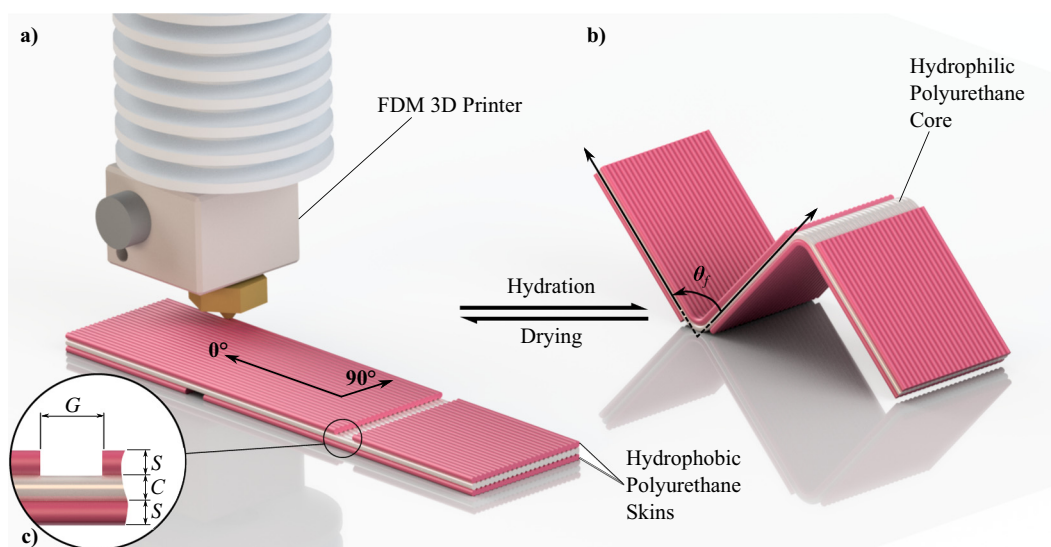 a)
FDM 3D Printer
0°
90°
G
S
C
S
c)
Hydrophobic
Polyurethane
Skins
Hydration
Drying
b)
Hydrophilic
Polyurethane
Core
θf